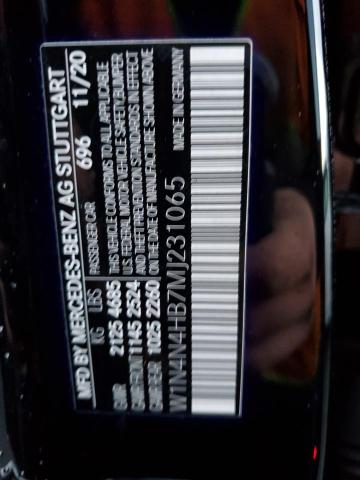 MFD BY MERCEDES-BENZ AG STUTTGART
PASSENGER CAR 696 11/20
KG LBS
GVWR 2125 4685
GAWR FRONT 1145 2524
GAWR RER 1025 2260
THIS VEHICLE CONFORMS TO ALL APPLICABLE
U.S. FEDERAL MOTOR VEHICLE SAFETY, BUMPER
AND THEFT PREVENTION STANDARDS IN EFFECT
ON THE DATE OF MANUFACTURE SHOWN ABOVE
MADE IN GERMANY
W1N4N4HB7MJ231065